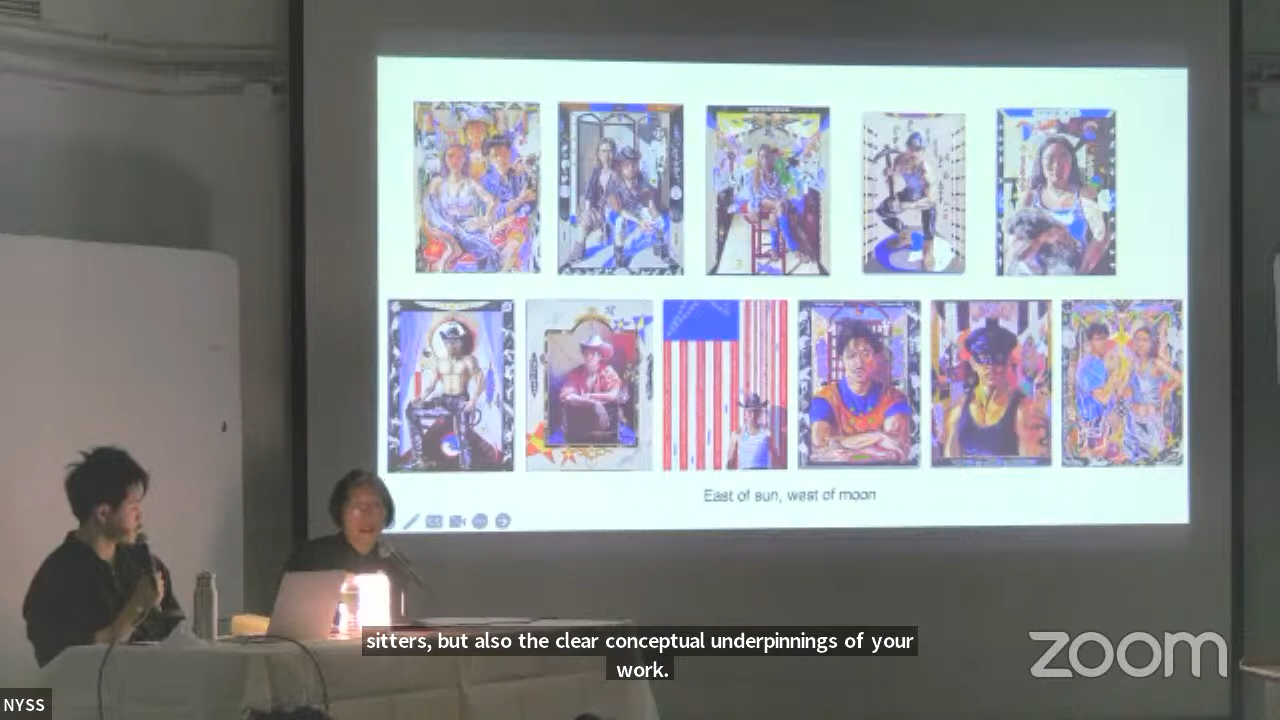 East of sun, west of moon
sitters, but also the clear conceptual underpinnings of your
work.
zoom
NYSS